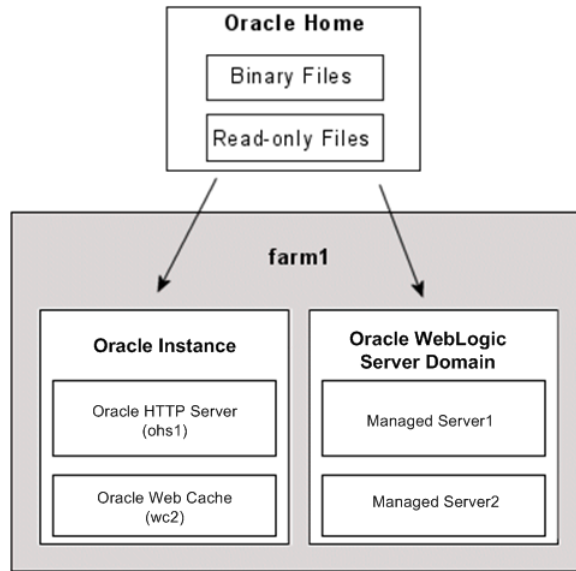 Oracle Home
Binary Files
Read-only Files
farm1
Oracle Instance
Oracle HTTP Server
(ohs1)
Oracle Web Cache
(wc2)
Oracle WebLogic
Server Domain
Managed Server1
Managed Server2